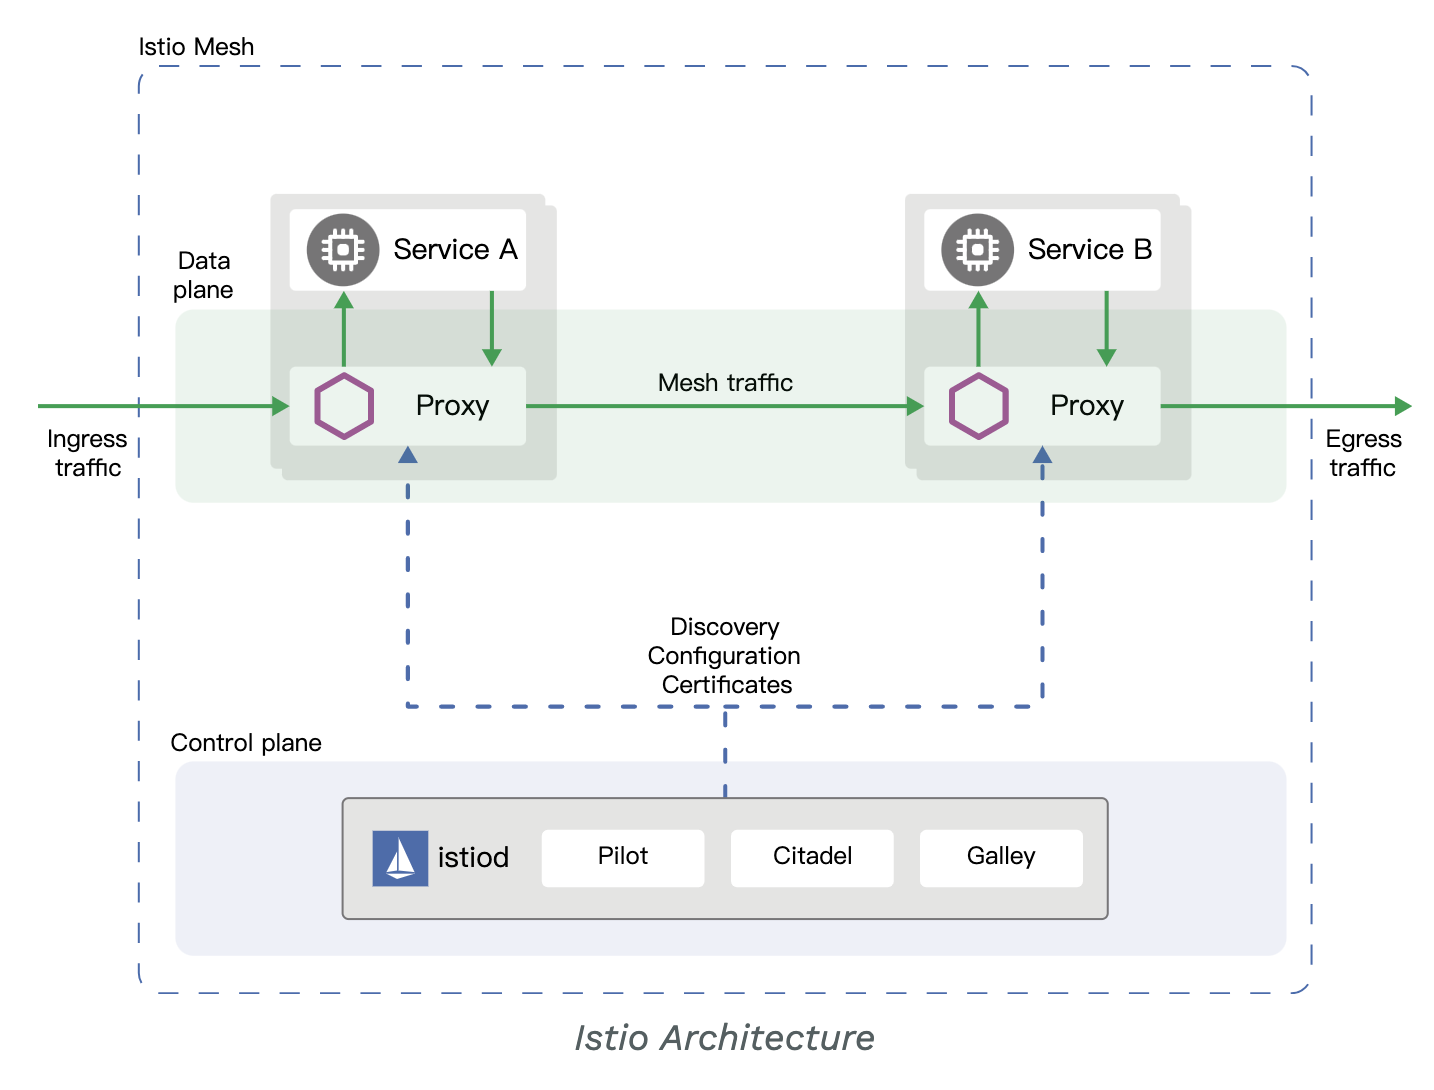 Istio Mesh
Service A
Service B
Data
plane
Mesh traffic
Proxy
Proxy
Ingress
traffic
Egress
traffic
Discovery
Configuration
Certificates
Control plane
istiod
Pilot
Citadel
Galley
Istio Architecture